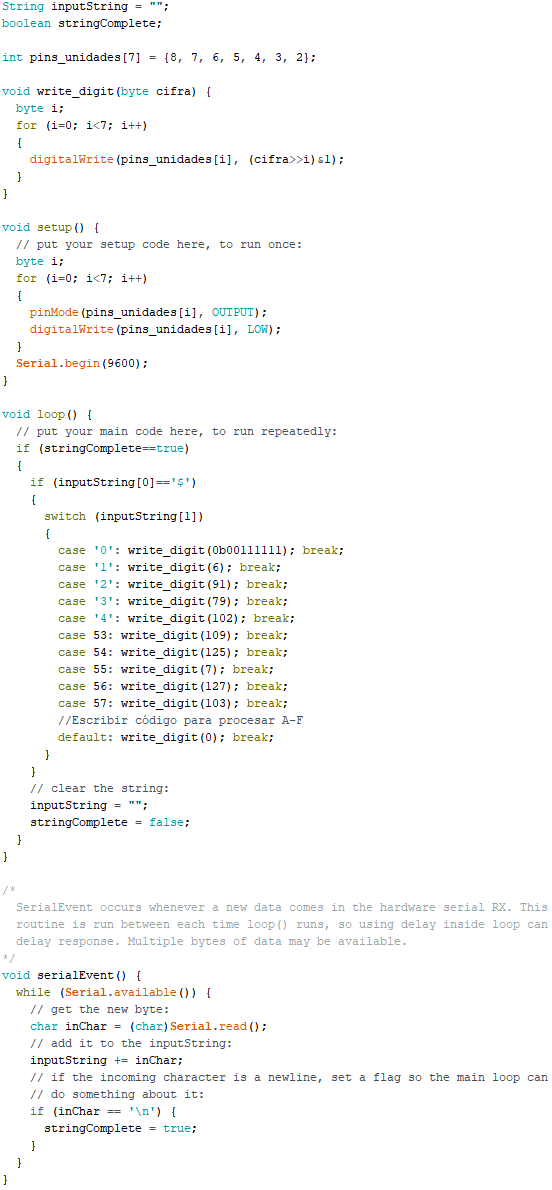 String inputString = "";
boolean stringComplete;

int pins_unidades[7] = {8, 7, 6, 5, 4, 3, 2};

void write_digit(byte cifra) {
  byte i;
  for (i=0; i<7; i++)
  {
    digitalWrite(pins_unidades[i], (cifra>>i)&1);
  }
}

void setup() {
  // put your setup code here, to run once:
  byte i;
  for (i=0; i<7; i++)
  {
    pinMode(pins_unidades[i], OUTPUT);
    digitalWrite(pins_unidades[i], LOW);
  }
  Serial.begin(9600);
}

void loop() {
  // put your main code here, to run repeatedly:
  if (stringComplete==true)
  {
    if (inputString[0]=='$')
    {
      switch (inputString[1])
      {
        case '0': write_digit(0b00111111); break;
        case '1': write_digit(6); break;
        case '2': write_digit(91); break;
        case '3': write_digit(79); break;
        case '4': write_digit(102); break;
        case 53: write_digit(109); break;
        case 54: write_digit(125); break;
        case 55: write_digit(7); break;
        case 56: write_digit(127); break;
        case 57: write_digit(103); break;
        //Escribir código para procesar A-F
        default: write_digit(0); break;
      }
    }
    // clear the string:
    inputString = "";
    stringComplete = false;
  }
}

/*
  SerialEvent occurs whenever a new data comes in the hardware serial RX. This
  routine is run between each time loop() runs, so using delay inside loop can
  delay response. Multiple bytes of data may be available.
*/
void serialEvent() {
  while (Serial.available()) {
    // get the new byte:
    char inChar = (char)Serial.read();
    // add it to the inputString:
    inputString += inChar;
    // if the incoming character is a newline, set a flag so the main loop can
    // do something about it:
    if (inChar == '\n') {
      stringComplete = true;
    }
  }
}